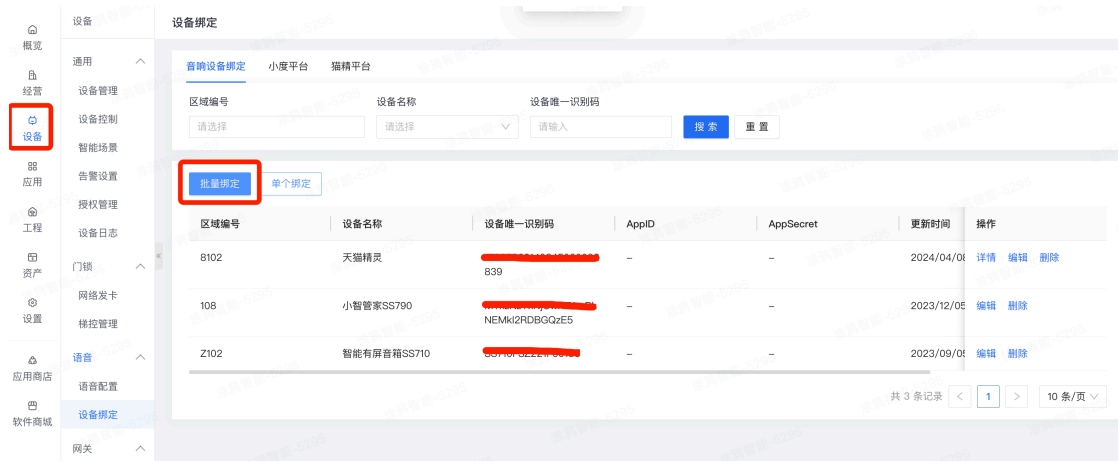 概览
经营
设备
应用
工程
资产
设置
应用商店
软件商城
设备
通用
设备管理
设备控制
智能场景
告警设置
授权管理
设备日志
门锁
网络发卡
梯控管理
语音
语音配置
设备绑定
网关
设备绑定
音响设备绑定 小度平台 猫精平台
区域编号 设备名称 设备唯一识别码
请选择 请选择 请输入 搜索 重置
批量绑定 单个绑定
区域编号 设备名称 设备唯一识别码 AppID AppSecret 更新时间 操作
8102 天猫精灵 – – 2024/04/08 详情 编辑 删除
839
108 小智管家SS790 – – 2023/12/05 编辑 删除
NEMkl2RDBGQzE5
Z102 智能有屏音箱SS710 – – 2023/09/05 编辑 删除
共 3 条记录 < 1 > 10 条/页